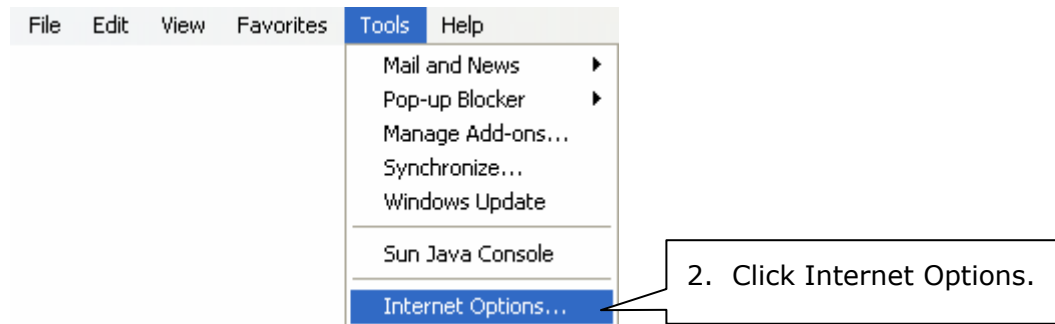 File Edit View Favorites Tools Help
Mail and News
Pop-up Blocker
Manage Add-ons...
Synchronize...
Windows Update
Sun Java Console
Internet Options...
2. Click Internet Options.